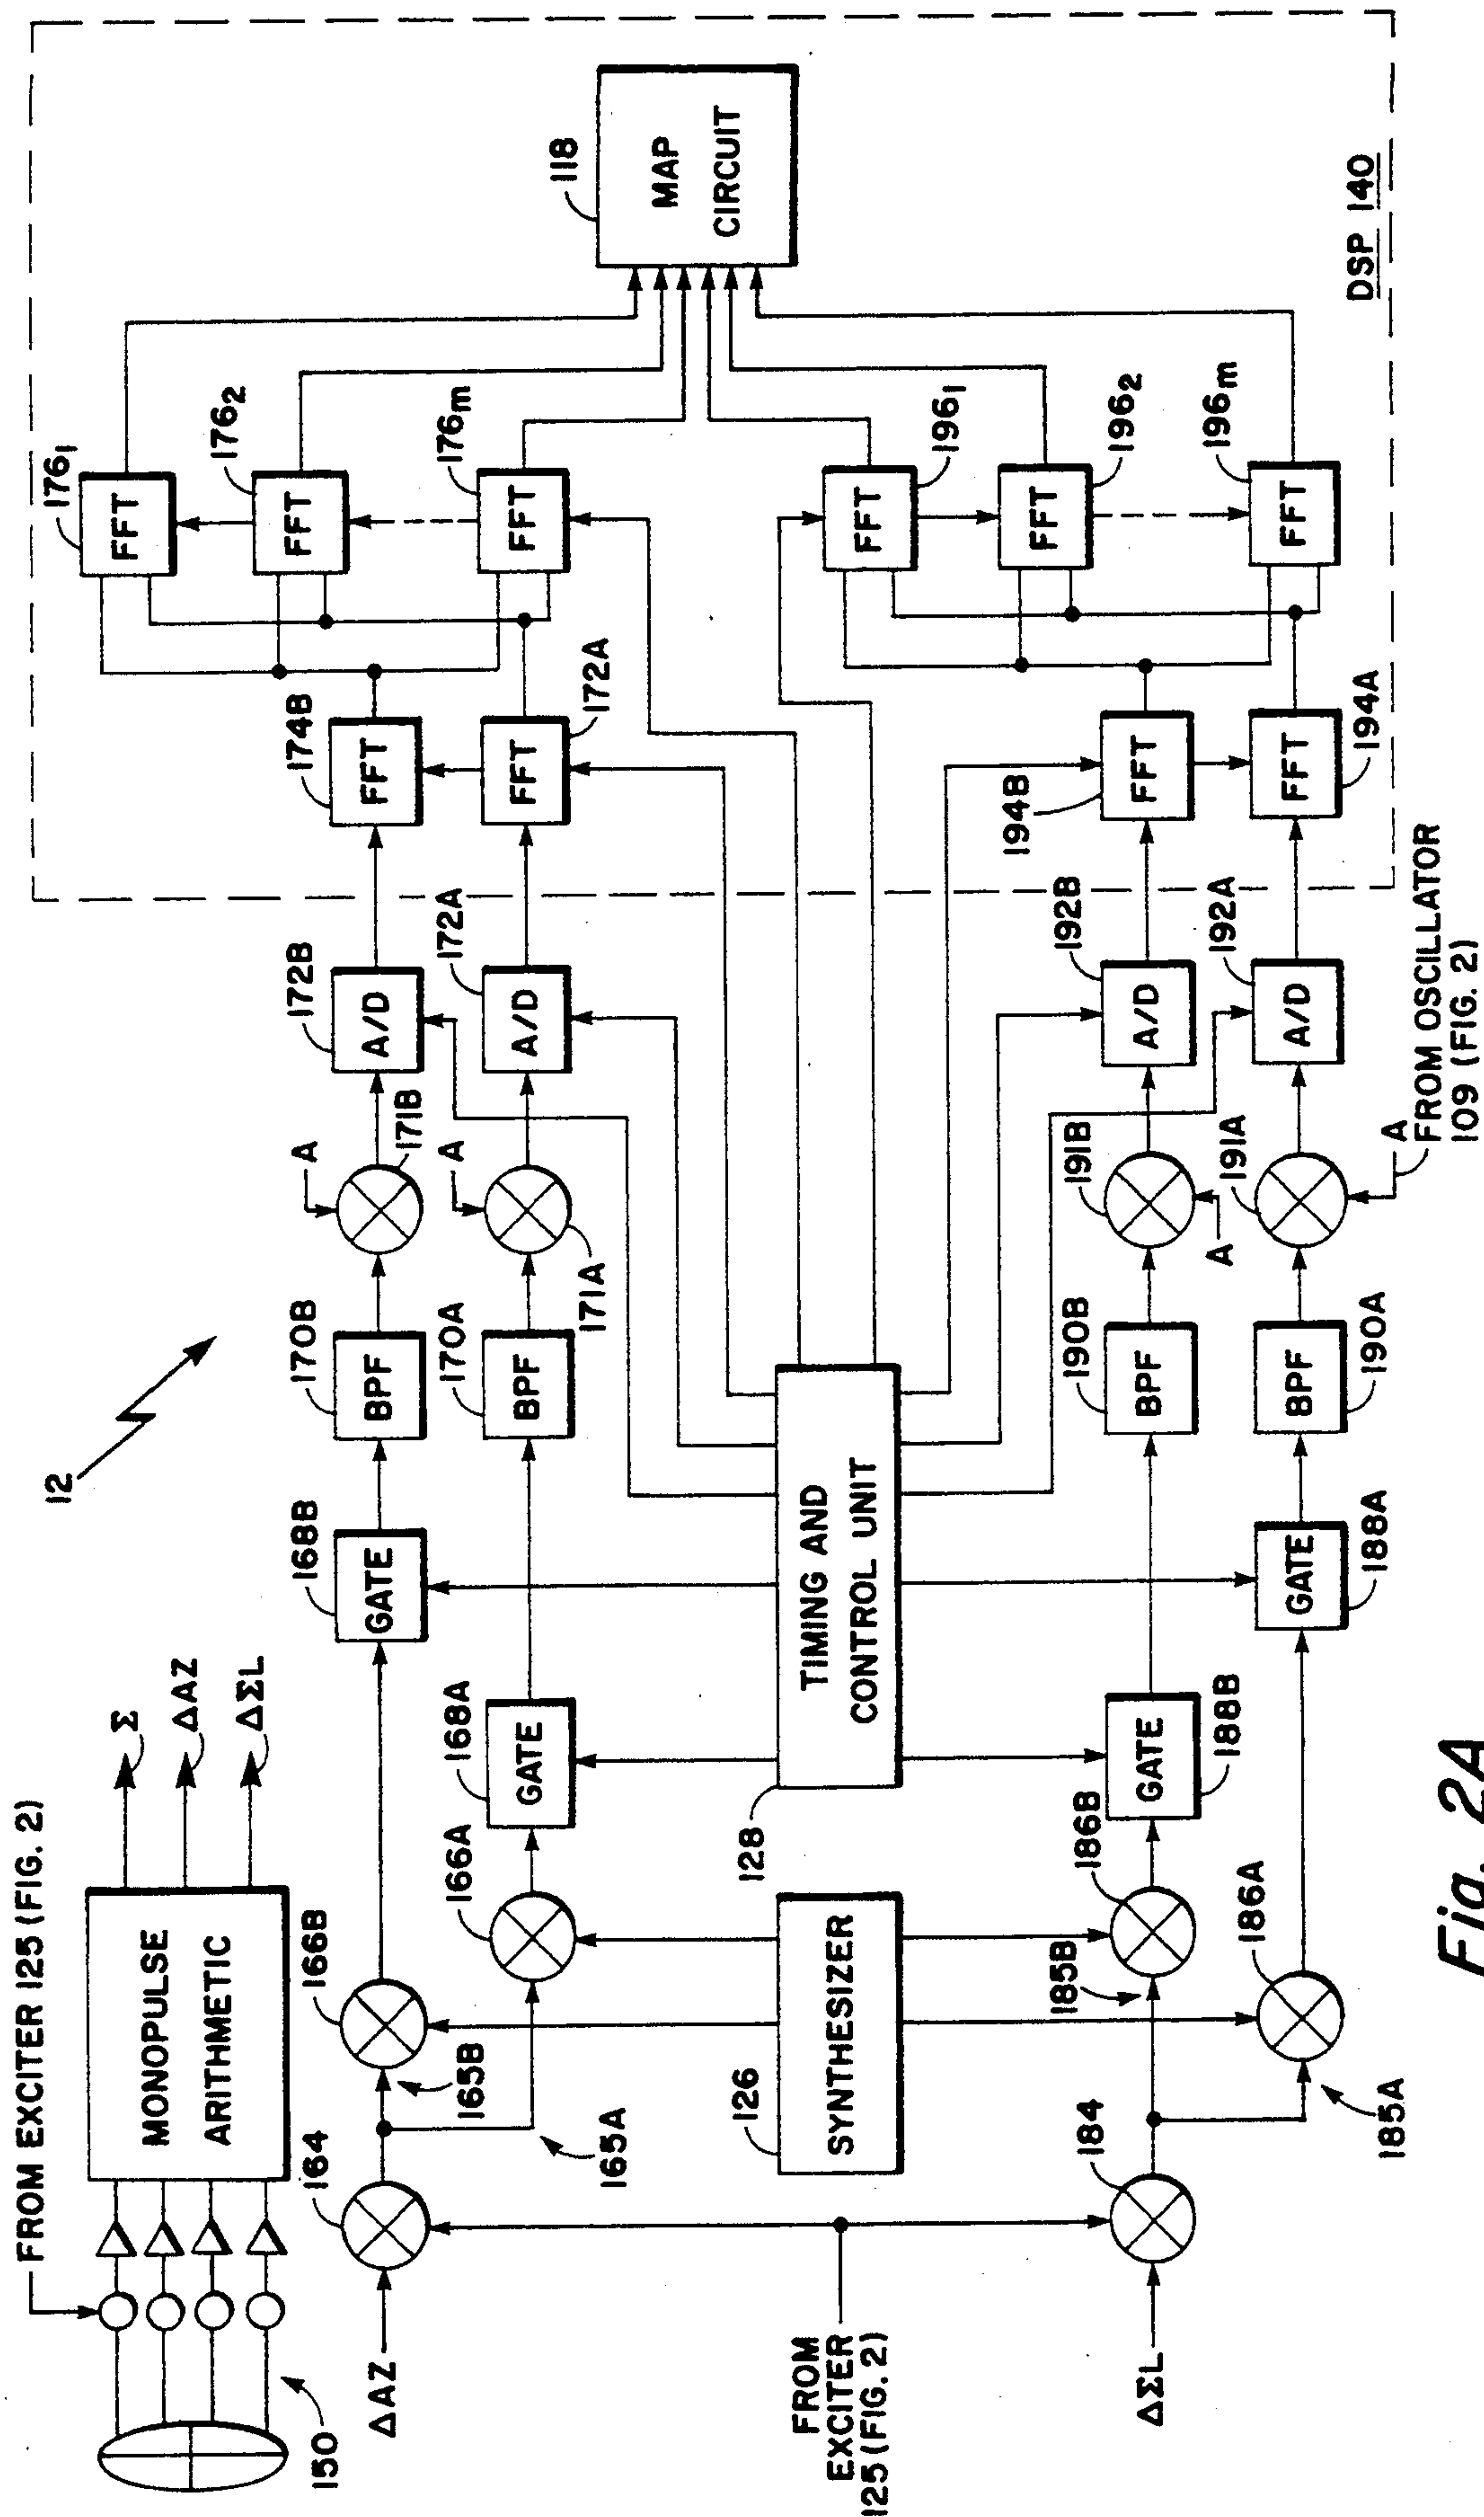 FROM EXCITER 125 (FIG. 2)
MONOPULSE
ARITHMETIC
Σ
ΔAZ
ΔΣL
150
12
ΔAZ
164
165B
165A
166B
166A
168B
GATE
168A
GATE
170B
BPF
170A
BPF
A
171B
A
171A
172B
A/D
172A
A/D
174B
FFT
172A
FFT
176₁
FFT
176₂
FFT
176m
FFT
118
MAP
CIRCUIT
FROM
EXCITER
125 (FIG. 2)
126
SYNTHESIZER
128
TIMING AND
CONTROL UNIT
ΔΣL
184
185B
185A
186B
186A
GATE
188B
GATE
188A
190B
BPF
BPF
190A
191B
A
191A
A
FROM OSCILLATOR
109 (FIG. 2)
192B
A/D
192A
A/D
194B
FFT
FFT
194A
FFT
196₁
FFT
196₂
196m
FFT
DSP 140
Fig. 2A